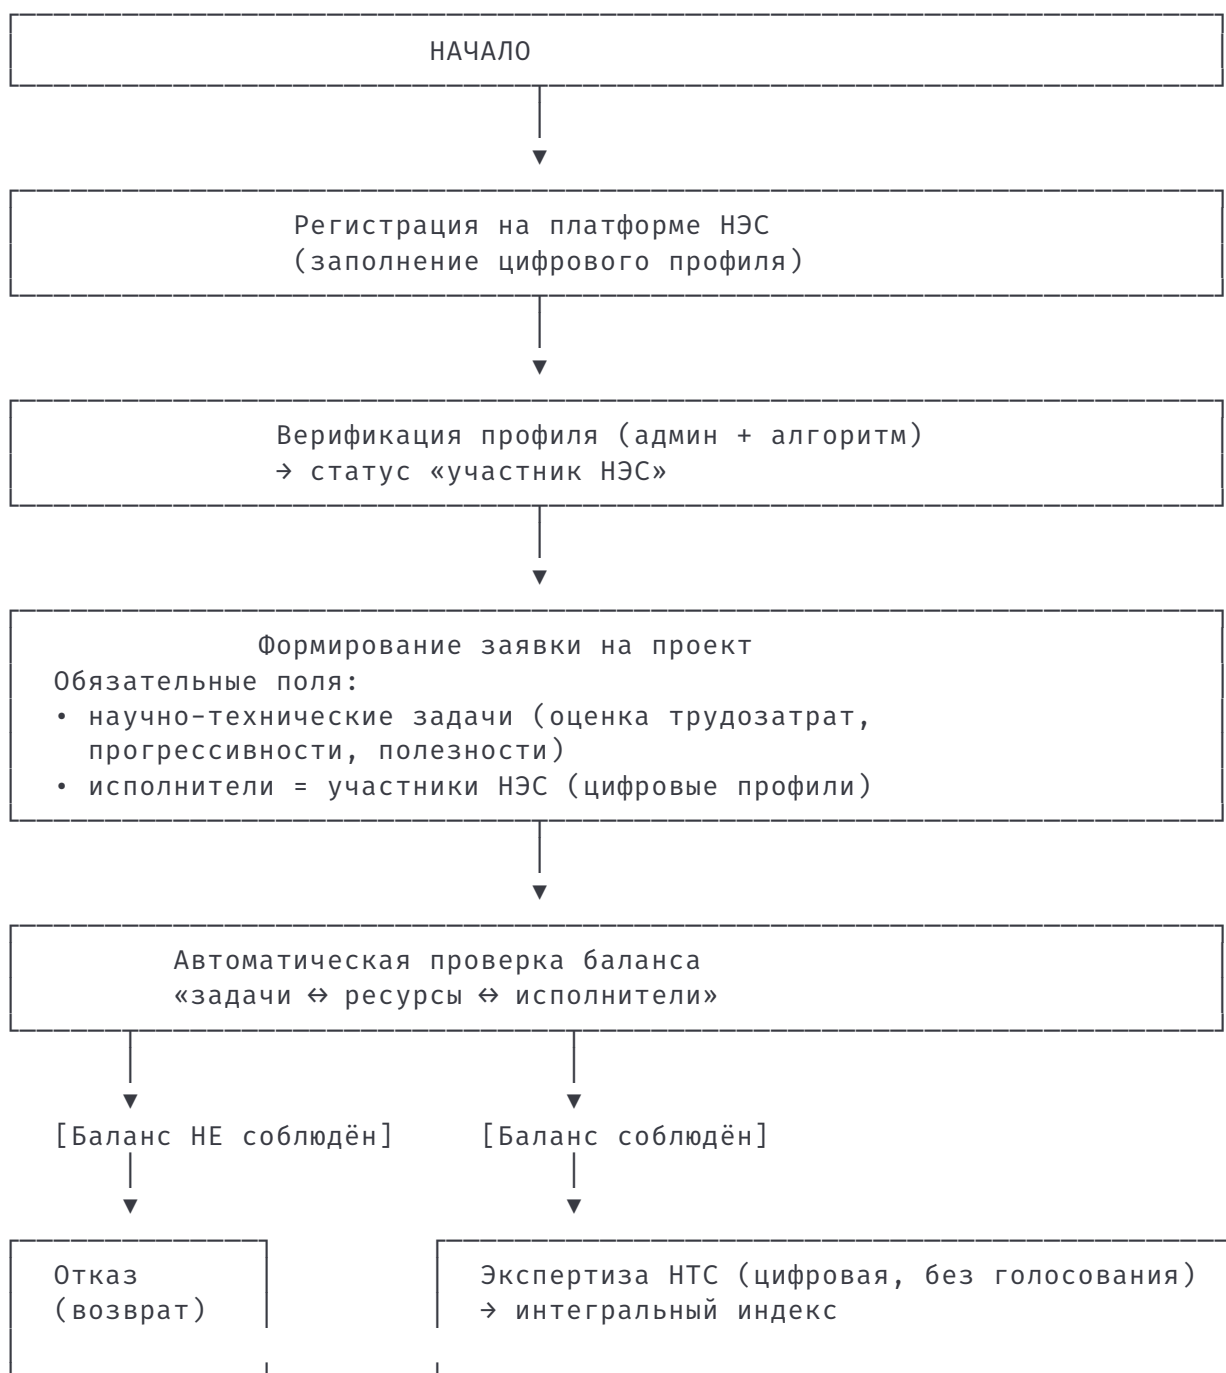 НАЧАЛО
Регистрация на платформе НЭС
(заполнение цифрового профиля)
Верификация профиля (админ + алгоритм)
→ статус «участник НЭС»
Формирование заявки на проект
Обязательные поля:
• научно-технические задачи (оценка трудозатрат,
прогрессивности, полезности)
• исполнители = участники НЭС (цифровые профили)
Автоматическая проверка баланса
«задачи ↔ ресурсы ↔ исполнители»
[Баланс НЕ соблюдён] [Баланс соблюдён]
Отказ Экспертиза НТС (цифровая, без голосования)
(возврат) → интегральный индекс